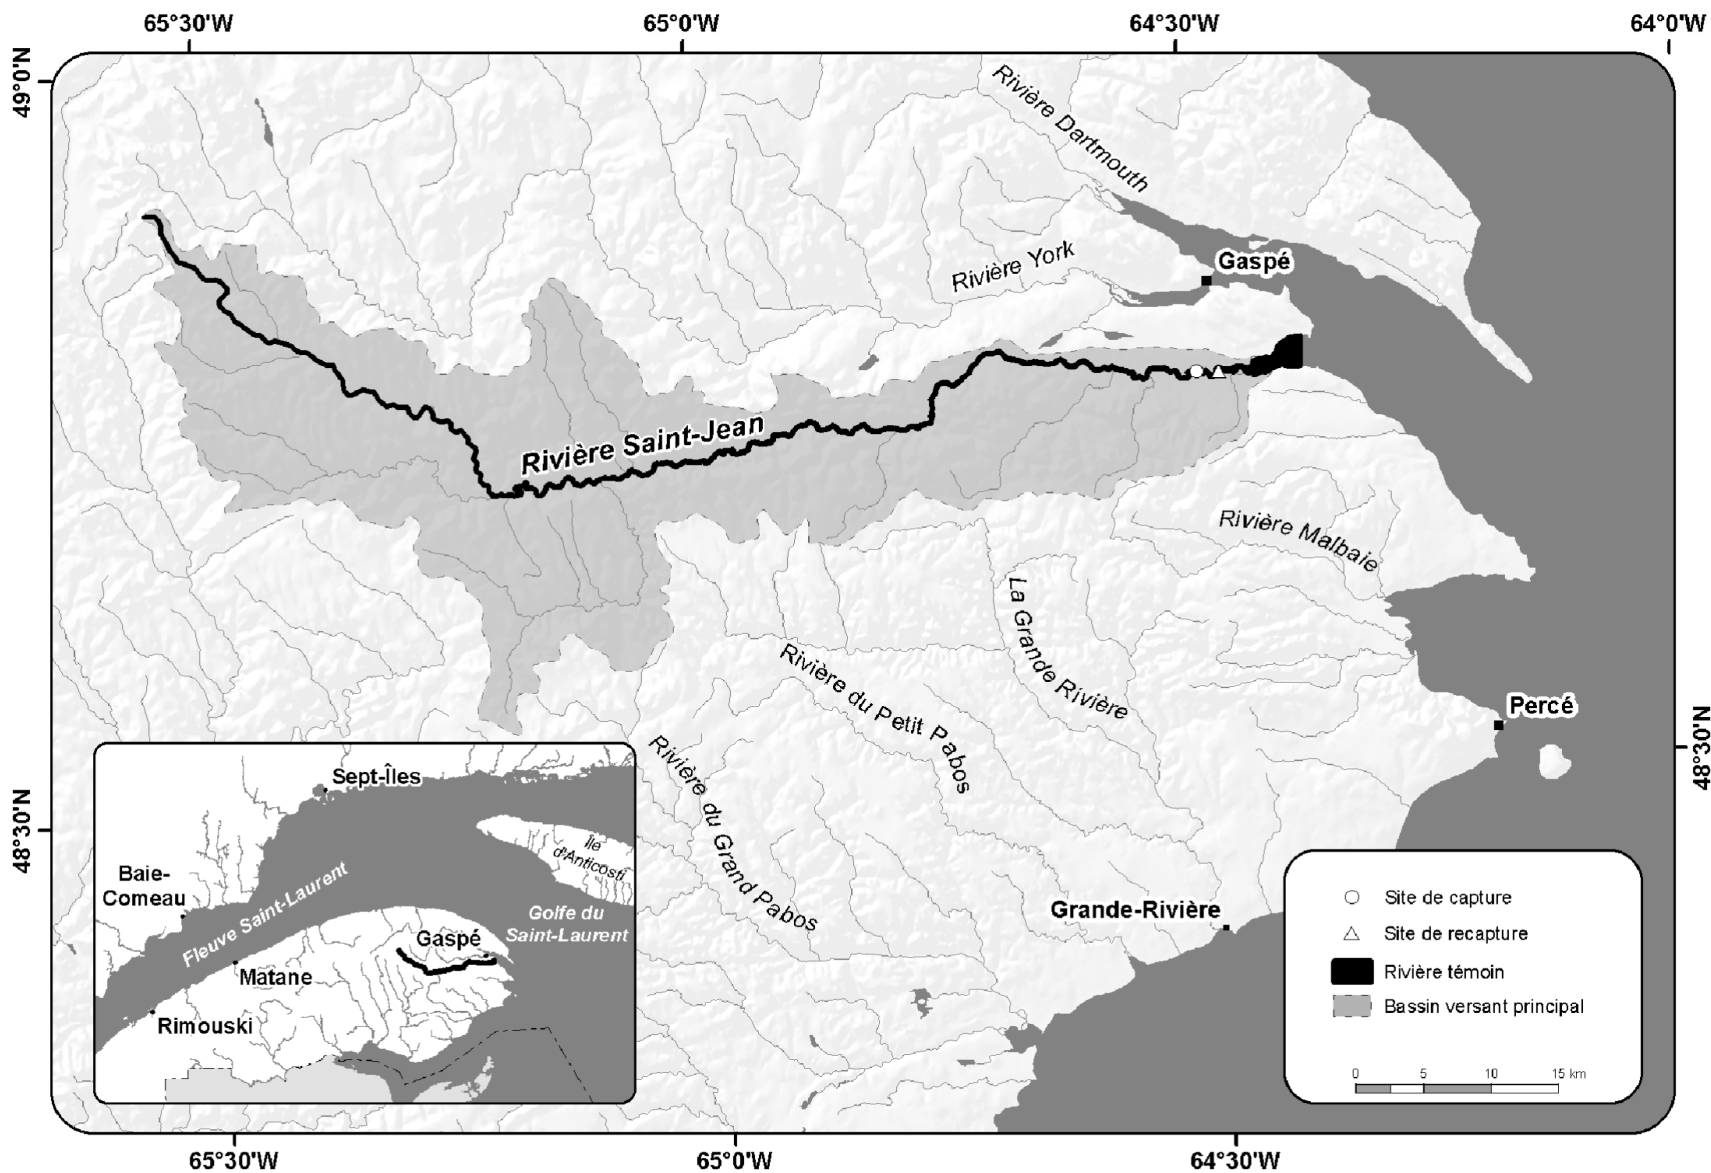 65°30'W
65°0'W
64°30'W
64°0'W
49°0'N
Rivière Dartmouth
Rivière York
Gaspé
Rivière Saint-Jean
Rivière Malbaie
La Grande Rivière
Rivière du Petit Pabos
Percé
48°30'N
48°30'N
Rivière du Grand Pabos
Grande-Rivière
Sept-Îles
Île
d'Anticosti
Baie-
Comeau
Fleuve Saint-Laurent
Golfe du
Saint-Laurent
Gaspé
Matane
Rimouski
Site de capture
Site de recapture
Rivière témoin
Bassin versant principal
0 5 10 15 km
65°30'W
65°0'W
64°30'W